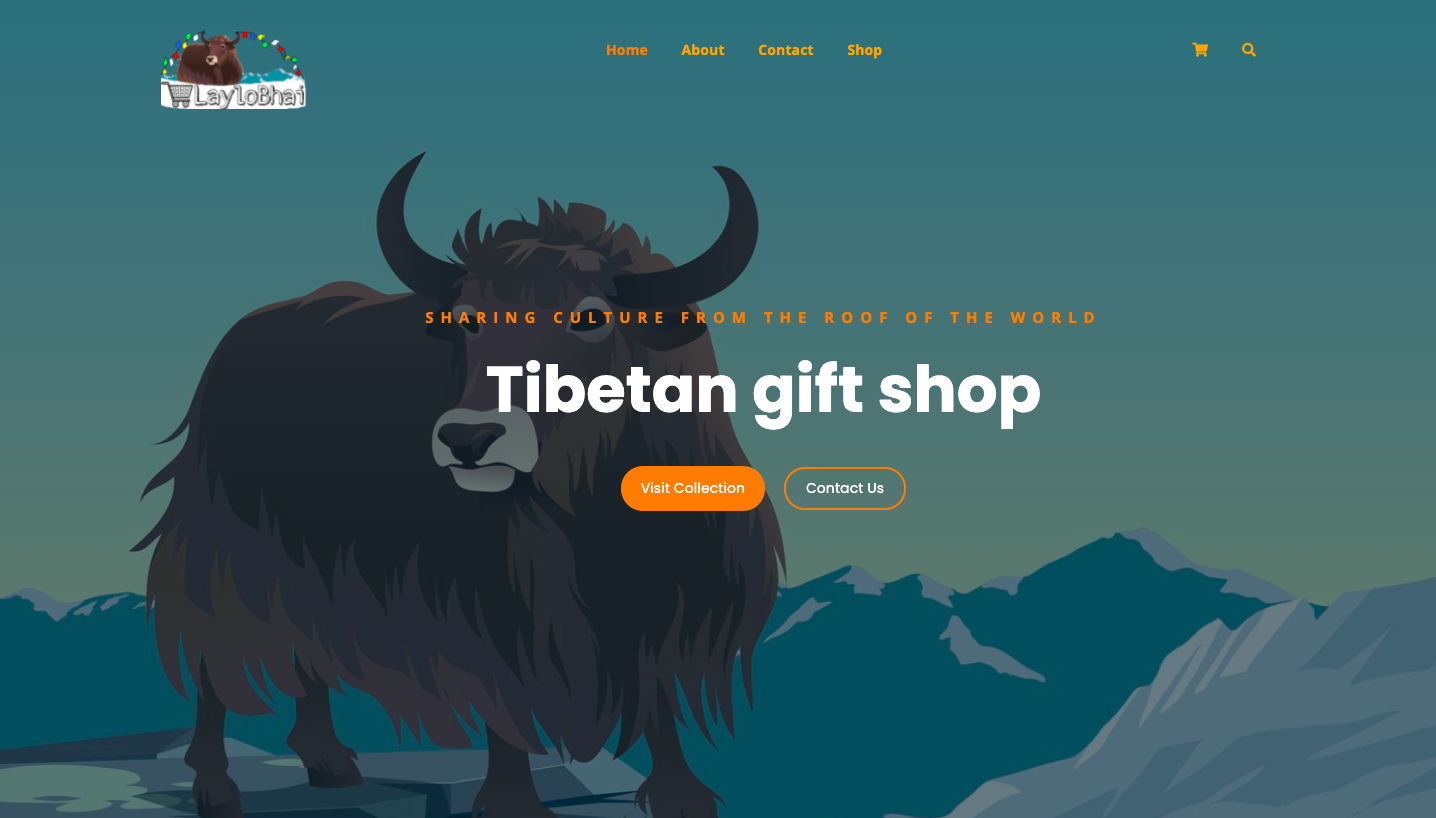 LayloBhai
Home
About
Contact
Shop
SHARING CULTURE FROM THE ROOF OF THE WORLD
Tibetan gift shop
Visit Collection
Contact Us